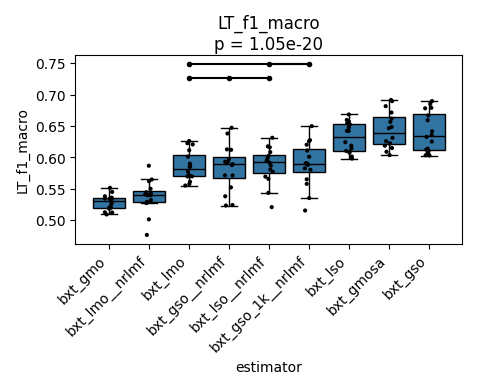 LT_f1_macro
p = 1.05e-20
LT_f1_macro
0.75
0.70
0.65
0.60
0.55
0.50
bxt_gmo
bxt_lmo__nrlmf
bxt_lmo
bxt_gso__nrlmf
bxt_lso__nrlmf
bxt_gso_1k__nrlmf
bxt_lso
bxt_gmosa
bxt_gso
estimator